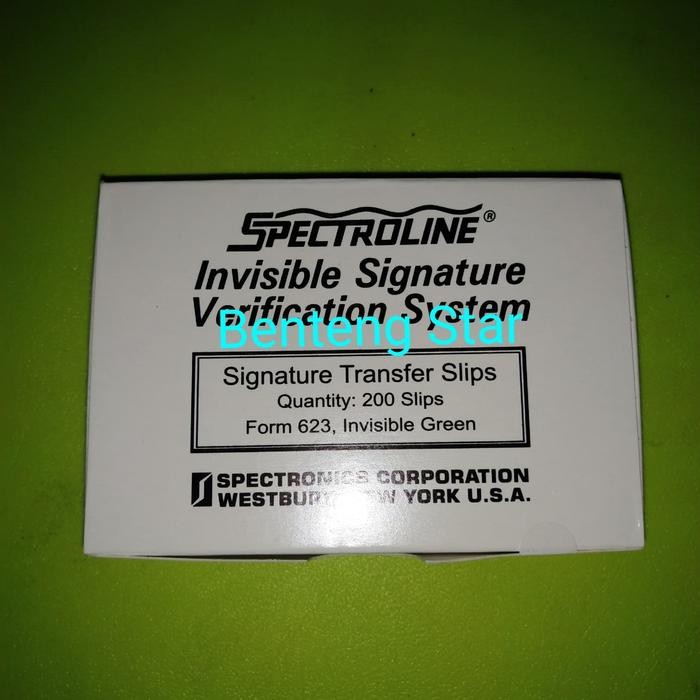 SPECTROLINE®
Invisible Signature
Verification System
Benteng Star
Signature Transfer Slips
Quantity: 200 Slips
Form 623, Invisible Green
SPECTRONICS CORPORATION
WESTBURY, NEW YORK U.S.A.